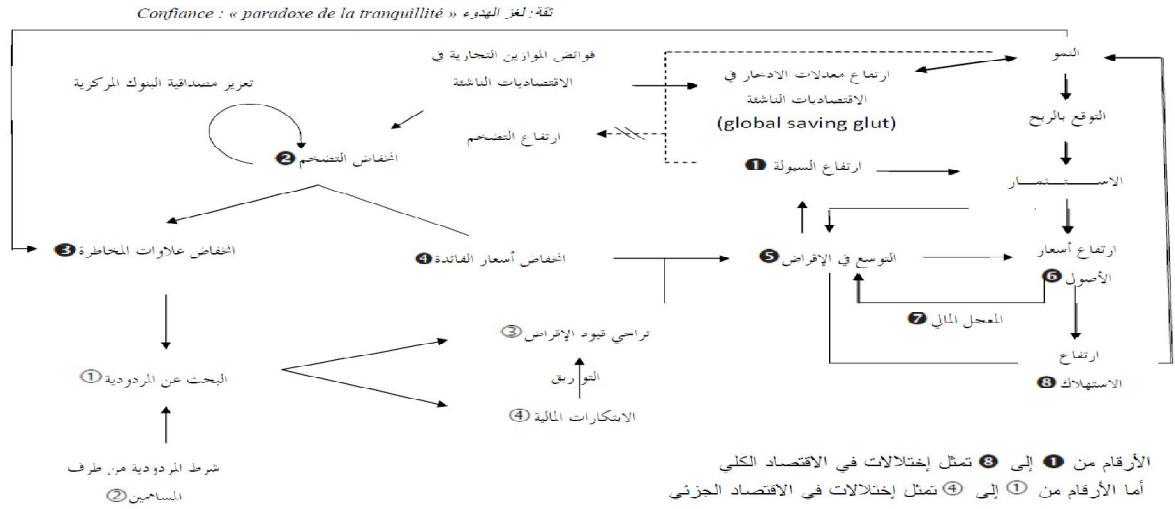 Confiance : « paradoxe de la tranquillité » ثقة: لغز الهدوء
النمو
التوقع بالربح
الاســـتـــثـــمـــار
ارتفاع أسعار
الأصول ❻
ارتفاع
الاستهلاك ❽
ارتفاع معدلات الادخار في
الاقتصاديات الناشئة
(global saving glut)
ارتفاع السيولة ❶
التوسع في الإقراض ❺
المعجل المالي ❼
فوائض الموازين التجارية في
الاقتصاديات الناشئة
ارتفاع التضخم
تعزيز مصداقية البنوك المركزية
انخفاض التضخم ❷
انخفاض علاوات المخاطرة ❸
انخفاض أسعار الفائدة ❹
تراخي قيود الإقراض ③
التوريق
الابتكارات المالية ④
البحث عن المردودية ①
شرط المردودية من طرف
المساهمين ②
الأرقام من ❶ إلى ❽ تمثل إختلالات في الاقتصاد الكلي
أما الأرقام من ① إلى ④ تمثل إختلالات في الاقتصاد الجزئي